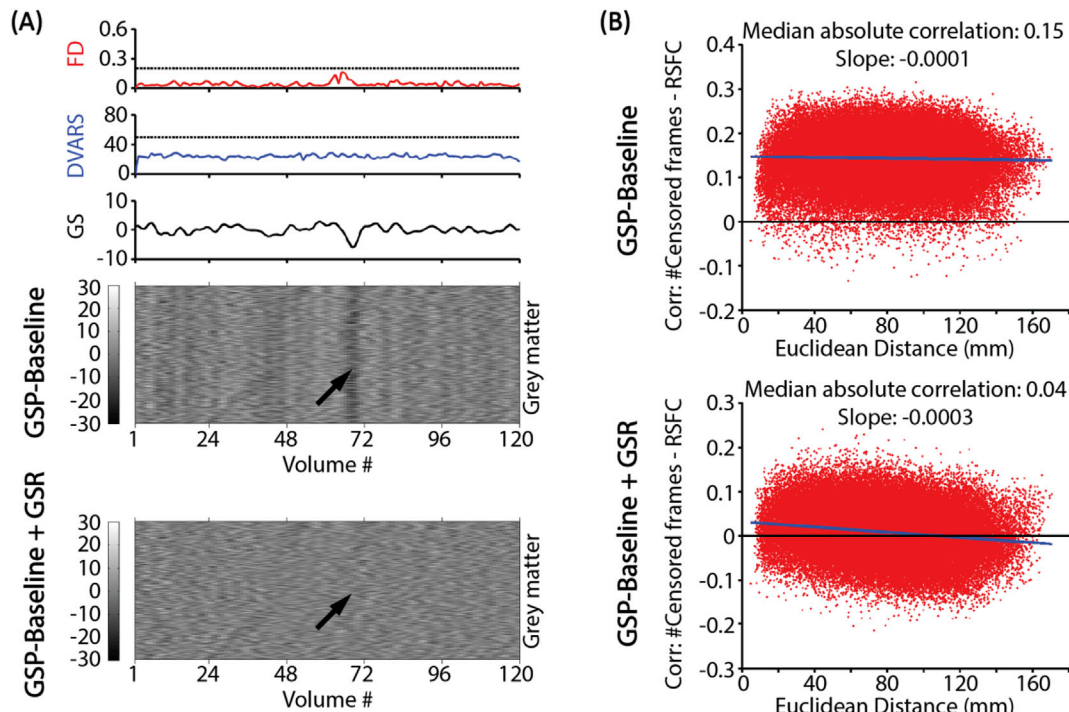 (A)
FD
0.6
0.3
0
DVARS
80
40
0
GS
10
0
-10
GSP-Baseline
30
20
10
0
-10
-20
-30
Grey matter
1 24 48 72 96 120
Volume #
GSP-Baseline + GSR
30
20
10
0
-10
-20
-30
Grey matter
1 24 48 72 96 120
Volume #
(B)
Median absolute correlation: 0.15
Slope: -0.0001
GSP-Baseline
Corr: #Censored frames - RSFC
0.4
0.3
0.2
0.1
0
-0.1
-0.2
0 40 80 120 160
Euclidean Distance (mm)
Median absolute correlation: 0.04
Slope: -0.0003
GSP-Baseline + GSR
Corr: #Censored frames - RSFC
0.3
0.2
0.1
0
-0.1
-0.2
-0.3
0 40 80 120 160
Euclidean Distance (mm)